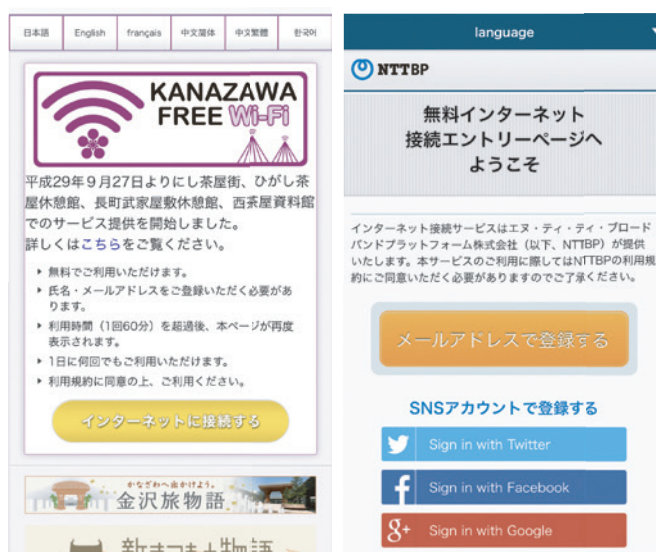 日本語 English français 中文简体 中文繁體 한국어
KANAZAWA
FREE Wi-Fi
平成29年9月27日よりにし茶
屋街、ひがし茶
屋休憩館、長町武家屋敷休憩館、西茶屋資料館
でのサービス提供を開始しました。
詳しくはこちらをご覧ください。
無料でご利用いただけます。
氏名・メールアドレスをご登録いただく必要があ
ります。
利用時間（1回60分）を超過後、本ページが再度
表示されます。
1日に何回でもご利用いただけます。
利用規約に同意の上、ご利用ください。
インターネットに接続する
かなざわへ出かけよう。
金沢旅物語
language
NTTBP
無料インターネット
接続エントリーページへ
ようこそ
インターネット接続サービスはエヌ・ティ・ティ・ブロード
バンドプラットフォーム株式会社（以下、NTTBP）が提供
いたします。本サービスのご利用に際してはNTTBPの利用規
約にご同意いただく必要がありますのでご了承ください。
メールアドレスで登録する
SNSアカウントで登録する
Sign in with Twitter
Sign in with Facebook
g+ Sign in with Google